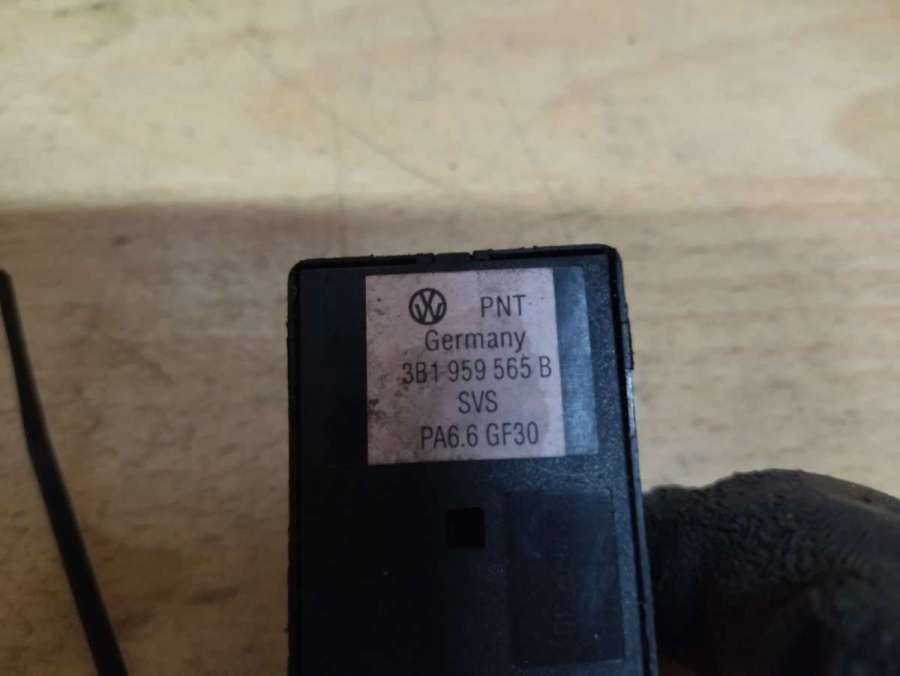 PNT
Germany
3B1 959 565 B
SVS
PA6.6 GF30